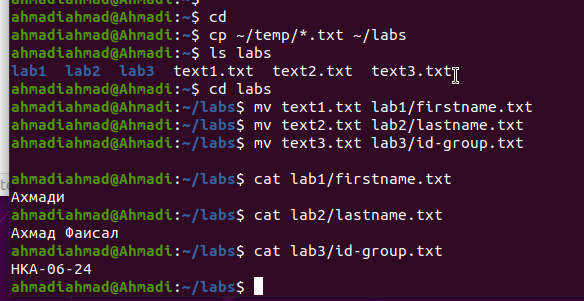 ahmadiahmad@Ahmadi:~$ cd
ahmadiahmad@Ahmadi:~$ cp ~/temp/*.txt ~/labs
ahmadiahmad@Ahmadi:~$ ls labs
lab1 lab2 lab3 text1.txt text2.txt text3.txt
ahmadiahmad@Ahmadi:~$ cd labs
ahmadiahmad@Ahmadi:~/labs$ mv text1.txt lab1/firstname.txt
ahmadiahmad@Ahmadi:~/labs$ mv text2.txt lab2/lastname.txt
ahmadiahmad@Ahmadi:~/labs$ mv text3.txt lab3/id-group.txt
ahmadiahmad@Ahmadi:~/labs$ cat lab1/firstname.txt
Ахмади
ahmadiahmad@Ahmadi:~/labs$ cat lab2/lastname.txt
Ахмад Фаисал
ahmadiahmad@Ahmadi:~/labs$ cat lab3/id-group.txt
НКА-06-24
ahmadiahmad@Ahmadi:~/labs$